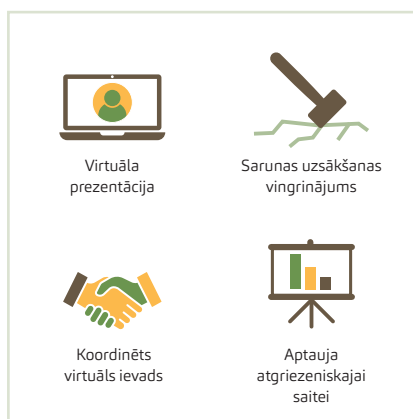 Virtuāla
prezentācija
Sarunas uzsākšanas
vingrinājums
Koordinēts
virtuāls ievads
Aptauja
atgriezeniskajai
saitei